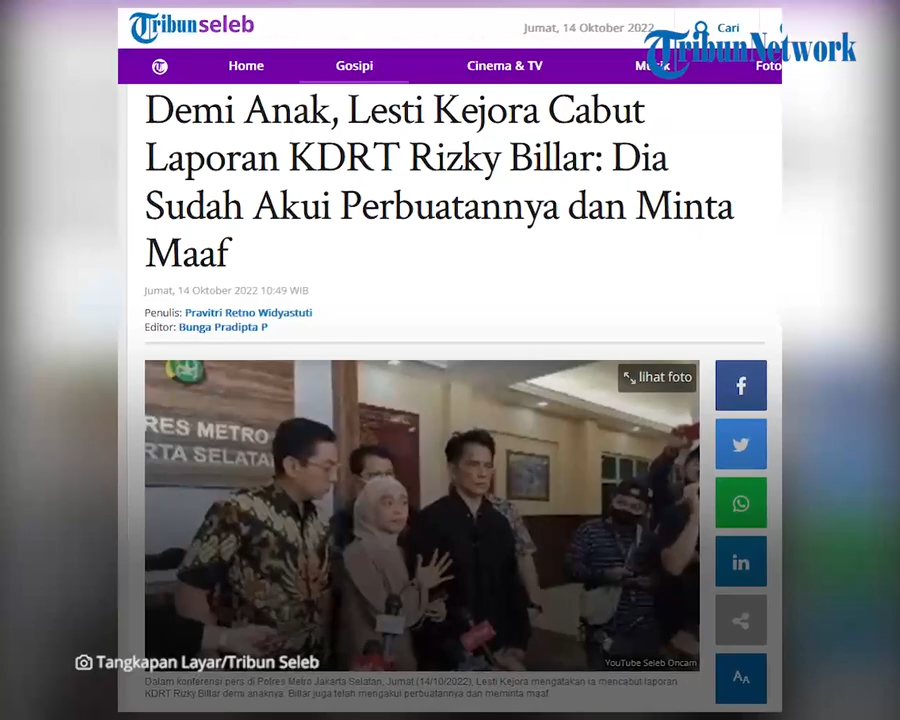 Tribun seleb
Jumat, 14 Oktober 2022
Cari
TribunNetwork
Home
Gosipi
Cinema & TV
Musik
Foto
Demi Anak, Lesti Kejora Cabut
Laporan KDRT Rizky Billar: Dia
Sudah Akui Perbuatannya dan Minta
Maaf
Jumat, 14 Oktober 2022 10:49 WIB
Penulis: Pravitri Retno Widyastuti
Editor: Bunga Pradipta P
lihat foto
RES METRO
RTA SELATAN
YouTube Seleb Oncam
Tangkapan Layar/Tribun Seleb
Dalam konferensi pers di Polres Metro Jakarta Selatan, Jumat (14/10/2022), Lesti Kejora mengatakan ia mencabut laporan
KDRT Rizky Billar demi anaknya. Billar juga telah mengakui perbuatannya dan meminta maaf.